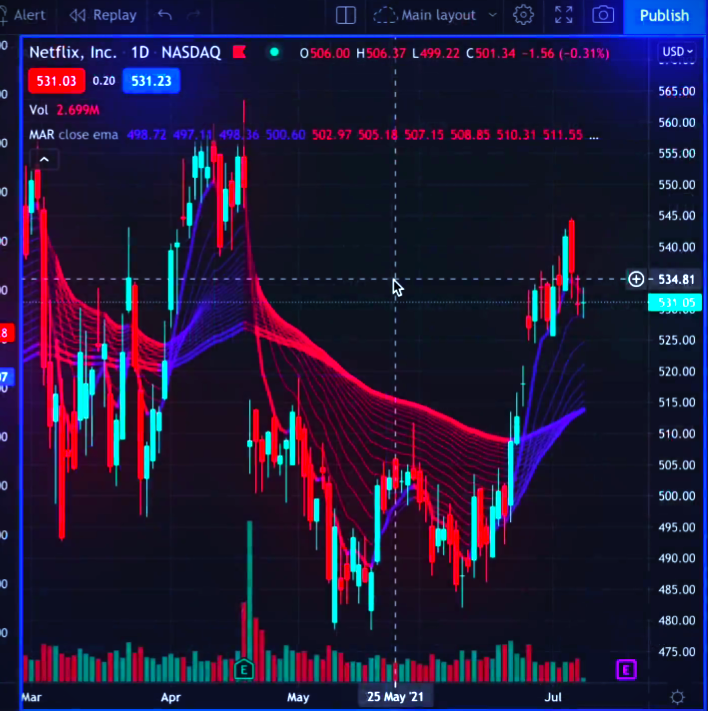 Alert Replay Main layout Publish
Netflix, Inc. 1D NASDAQ O506.00 H506.37 L499.22 C501.34 −1.56 (−0.31%) USD
531.03 0.20 531.23
565.00
Vol 2.699M
560.00
MAR close ema 498.72 497.11 498.36 500.60 502.97 505.18 507.15 508.85 510.31 511.55 ...
555.00
550.00
545.00
540.00
534.81
531.05
525.00
520.00
515.00
510.00
505.00
500.00
495.00
490.00
485.00
480.00
475.00
E E
Mar Apr May 25 May '21 Jul